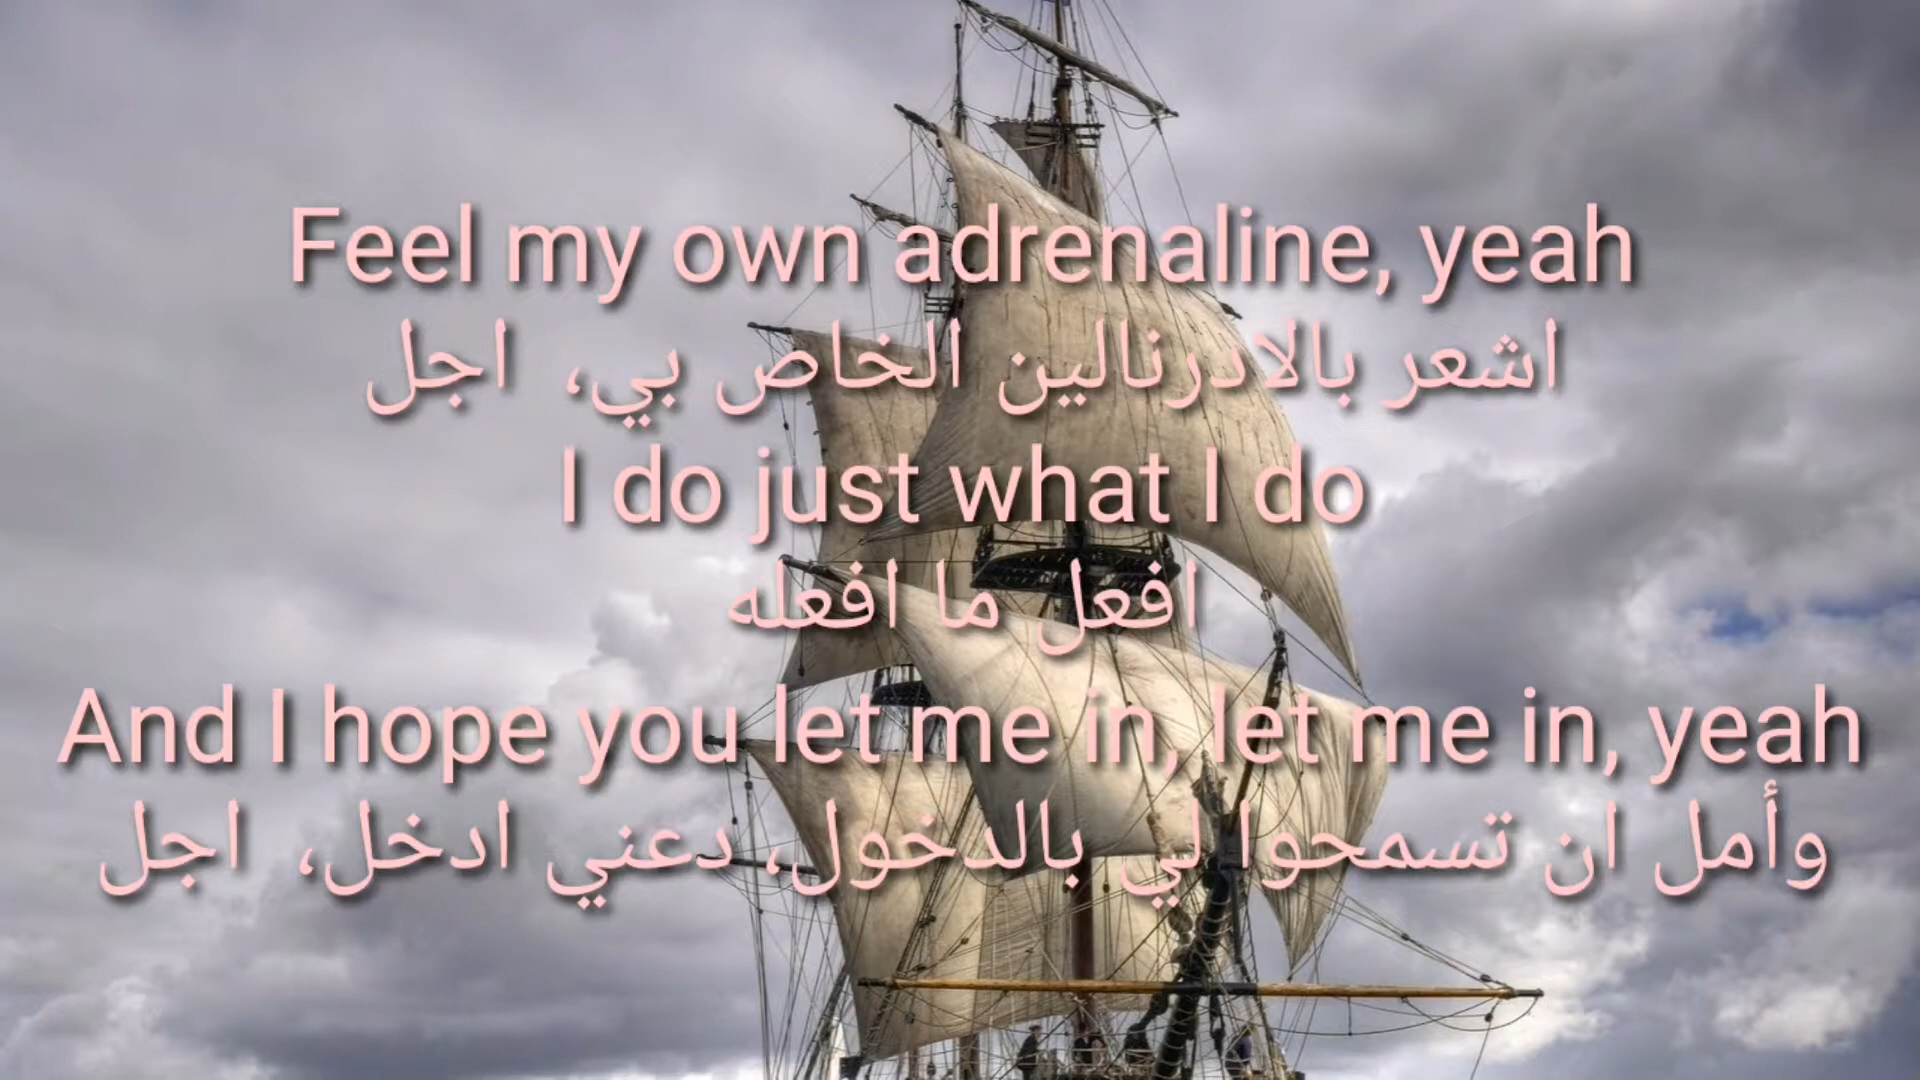 Feel my own adrenaline, yeah
اشعر بالادرنالين الخاص بي، اجل
I do just what I do
افعل ما افعله
And I hope you let me in, let me in, yeah
وأمل ان تسمحوا لي بالدخول، دعني ادخل، اجل